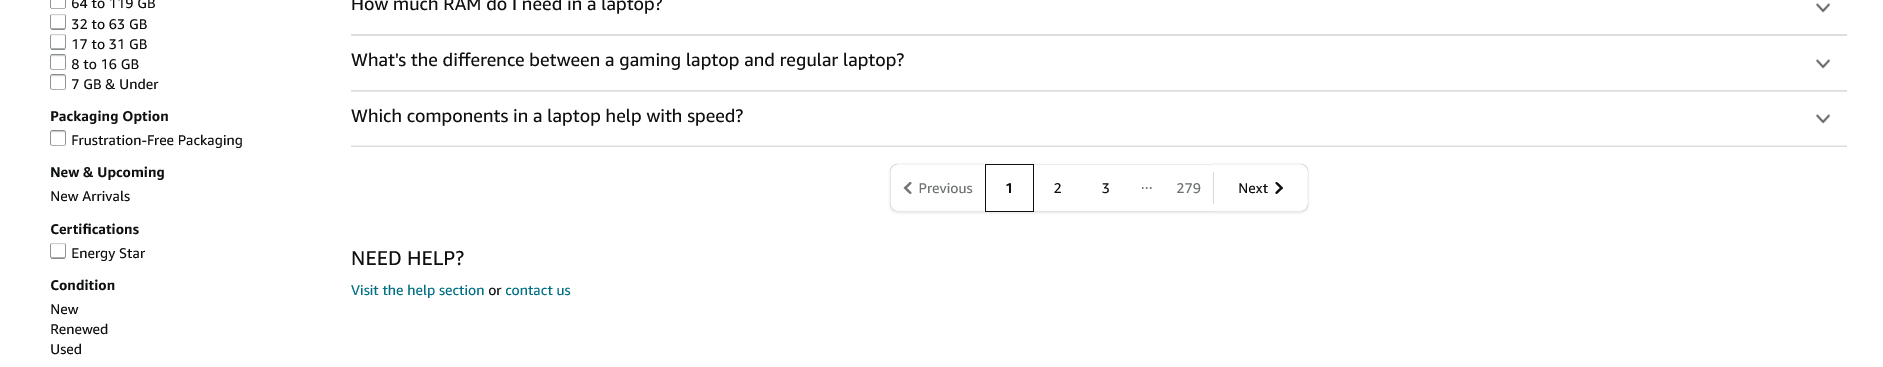 64 to 119 GB
32 to 63 GB
17 to 31 GB
8 to 16 GB
7 GB & Under
Packaging Option
Frustration-Free Packaging
New & Upcoming
New Arrivals
Certifications
Energy Star
Condition
New
Renewed
Used
How much RAM do I need in a laptop?
What's the difference between a gaming laptop and regular laptop?
Which components in a laptop help with speed?
Previous 1 2 3 ... 279 Next
NEED HELP?
Visit the help section or contact us